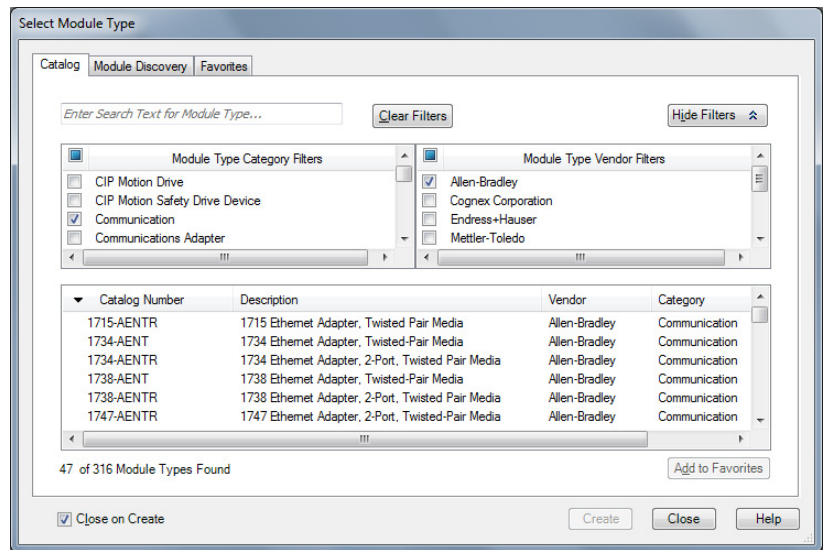 Select Module Type
Catalog Module Discovery Favorites
Enter Search Text for Module Type... Clear Filters Hide Filters
Module Type Category Filters Module Type Vendor Filters
CIP Motion Drive Allen-Bradley
CIP Motion Safety Drive Device Cognex Corporation
Communication Endress+Hauser
Communications Adapter Mettler-Toledo
Catalog Number Description Vendor Category
1715-AENTR 1715 Ethernet Adapter, Twisted Pair Media Allen-Bradley Communication
1734-AENT 1734 Ethernet Adapter, Twisted-Pair Media Allen-Bradley Communication
1734-AENTR 1734 Ethernet Adapter, 2-Port, Twisted Pair Media Allen-Bradley Communication
1738-AENT 1738 Ethernet Adapter, Twisted-Pair Media Allen-Bradley Communication
1738-AENTR 1738 Ethernet Adapter, 2-Port, Twisted Pair Media Allen-Bradley Communication
1747-AENTR 1747 Ethernet Adapter, 2-Port, Twisted-Pair Media Allen-Bradley Communication
47 of 316 Module Types Found Add to Favorites
Close on Create Create Close Help